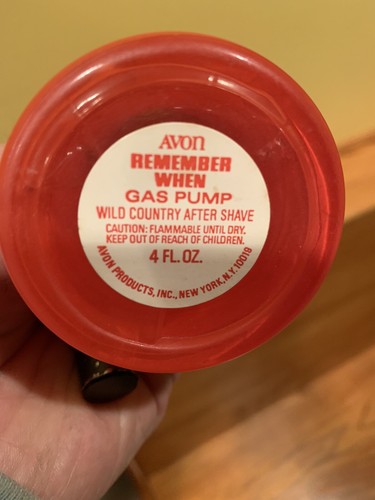 AVON
REMEMBER
WHEN
GAS PUMP
WILD COUNTRY AFTER SHAVE
CAUTION: FLAMMABLE UNTIL DRY.
KEEP OUT OF REACH OF CHILDREN.
4 FL. OZ.
AVON PRODUCTS, INC., NEW YORK, N.Y. 10019